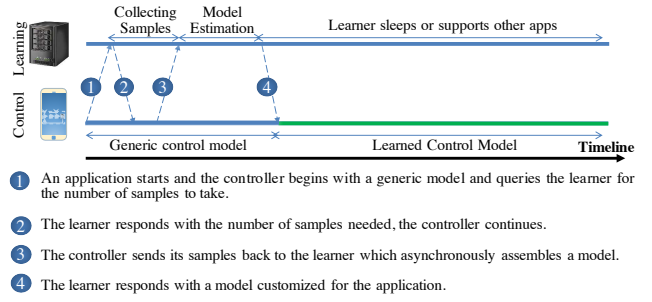 Collecting Samples
Model Estimation
Learner sleeps or supports other apps
Learning
1
2
3
4
Control
Generic control model
Learned Control Model
Timeline
1 An application starts and the controller begins with a generic model and queries the learner for
the number of samples to take.
2 The learner responds with the number of samples needed, the controller continues.
3 The controller sends its samples back to the learner which asynchronously assembles a model.
4 The learner responds with a model customized for the application.